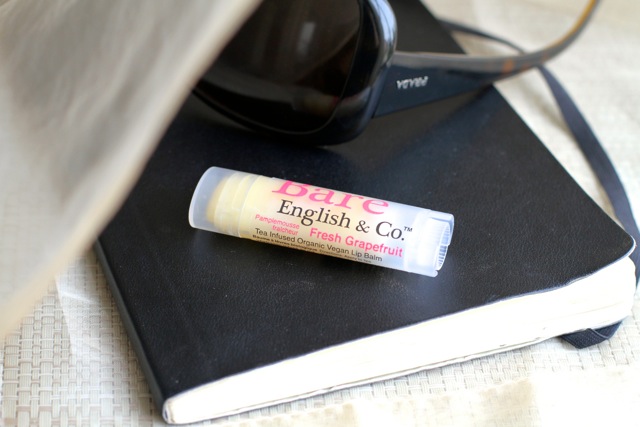 Bare
English & Co.™
Pamplemousse
fraîcheur
Fresh Grapefruit
Tea Infused Organic Vegan Lip Balm